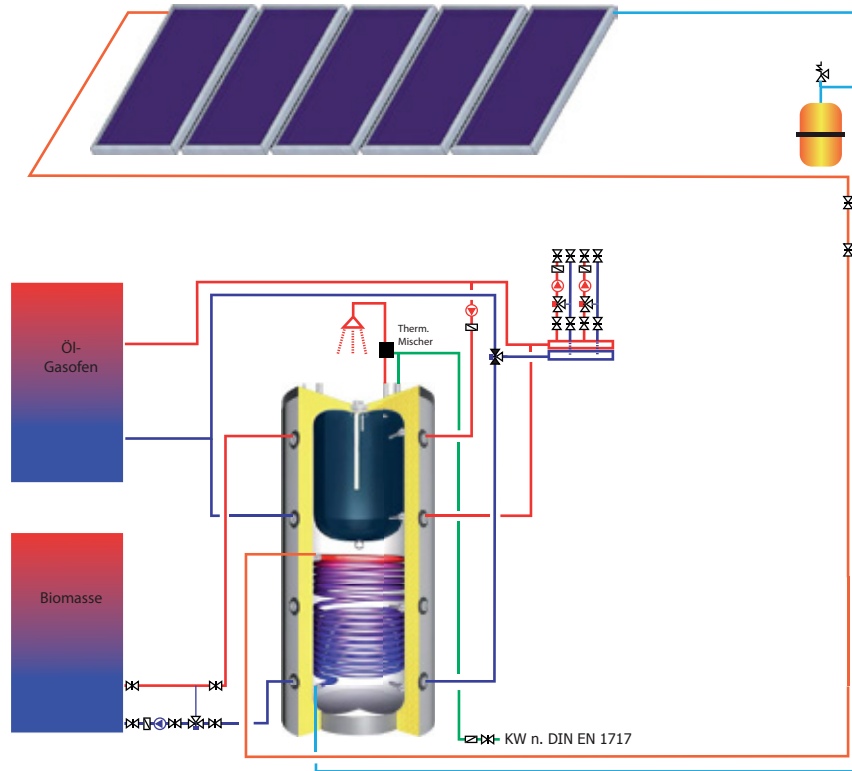 Öl-
Gasofen
Therm.
Mischer
Biomasse
KW n. DIN EN 1717